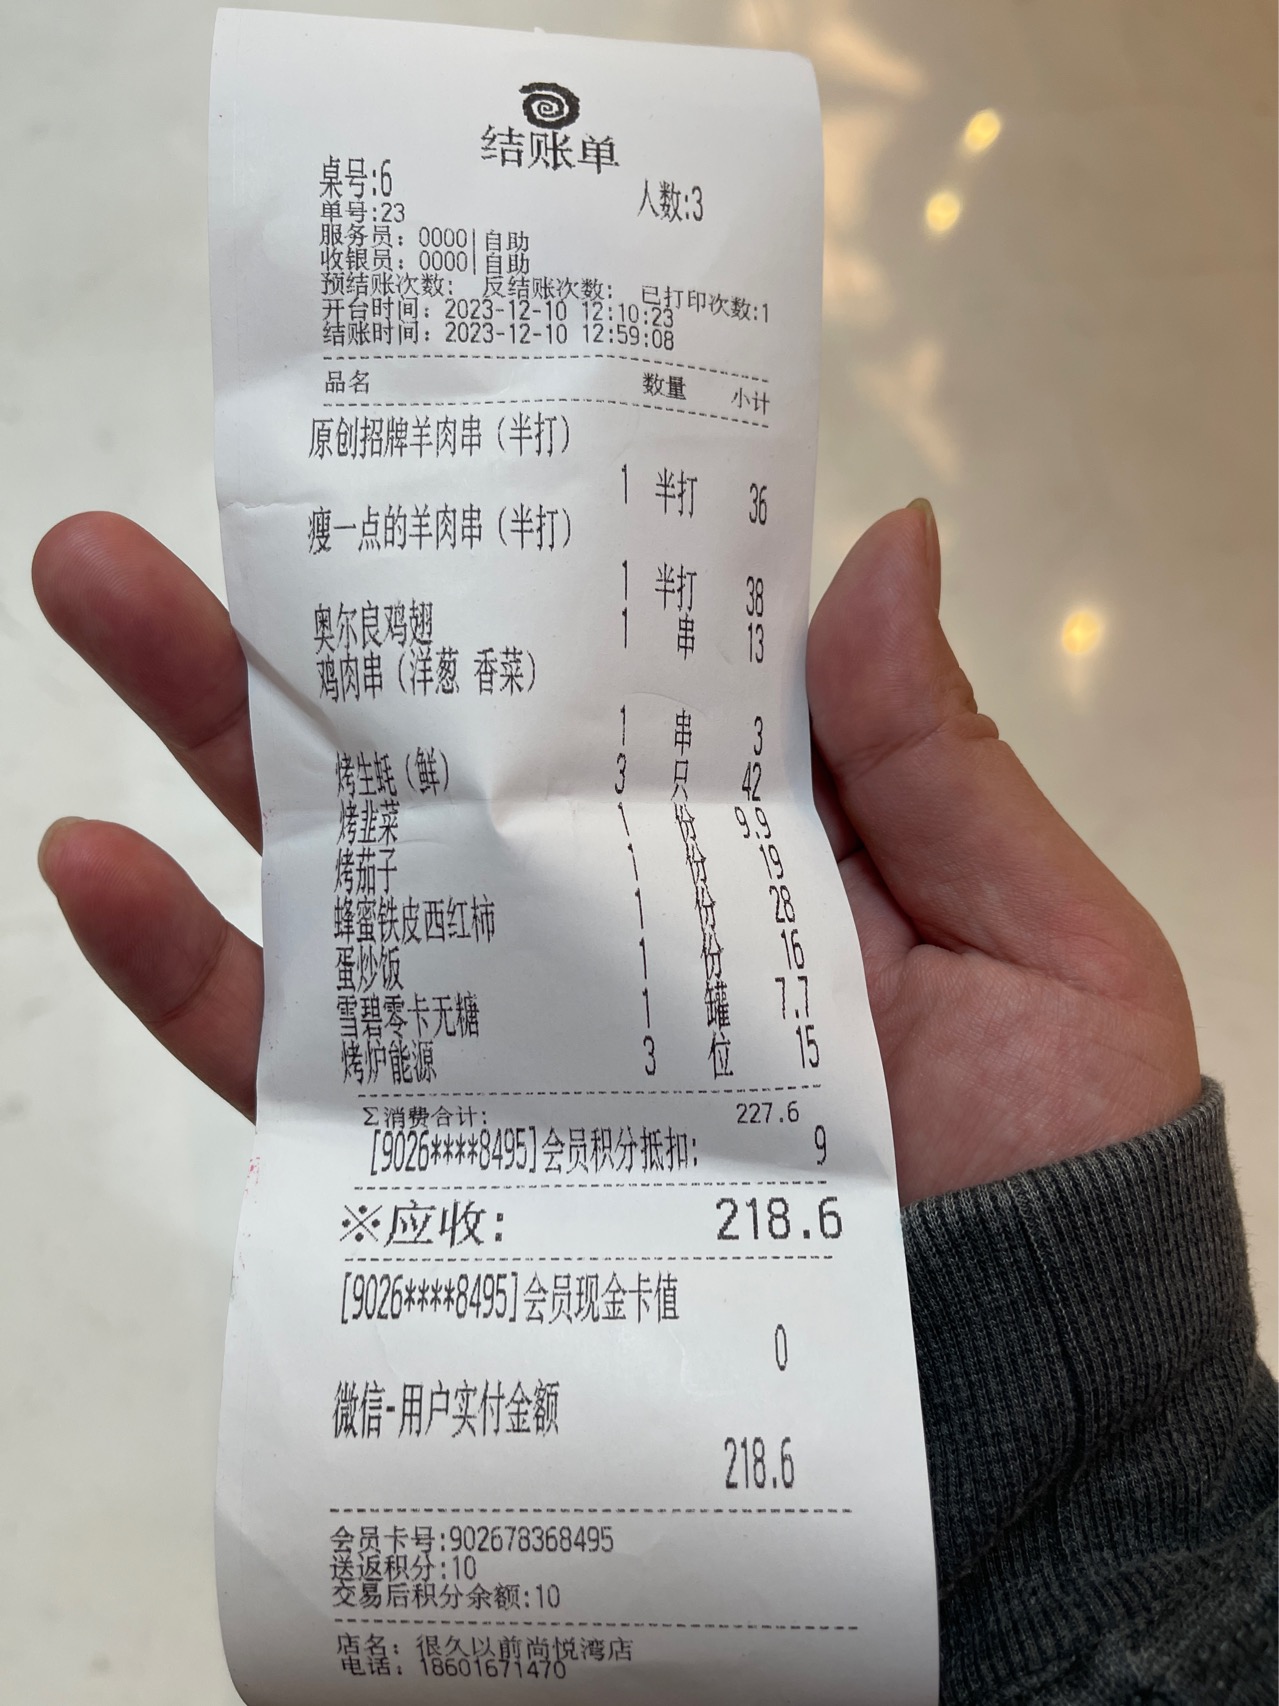 结账单
桌号:6 人数:3
单号:23
服务员: 0000|自助
收银员: 0000|自助
预结账次数: 反结账次数: 已打印次数:1
开台时间: 2023-12-10 12:10:23
结账时间: 2023-12-10 12:59:08
品名 数量 小计
原创招牌羊肉串(半打)
1 半打 36
瘦一点的羊肉串(半打)
1 半打 38
奥尔良鸡翅 1 串 13
鸡肉串(洋葱 香菜)
1 串 3
烤生蚝(鲜) 3 只 42
烤韭菜 1 份 9.9
烤茄子 1 份 19
蜂蜜铁皮西红柿 1 份 28
蛋炒饭 1 份 16
雪碧零卡无糖 1 罐 7.7
烤炉能源 3 位 15
Σ消费合计: 227.6
[9026****8495]会员积分抵扣: 9
※应收: 218.6
[9026****8495]会员现金卡值
0
微信-用户实付金额
218.6
会员卡号:902678368495
送返积分:10
交易后积分余额:10
店名: 很久以前尚悦湾店
电话: 18601671470